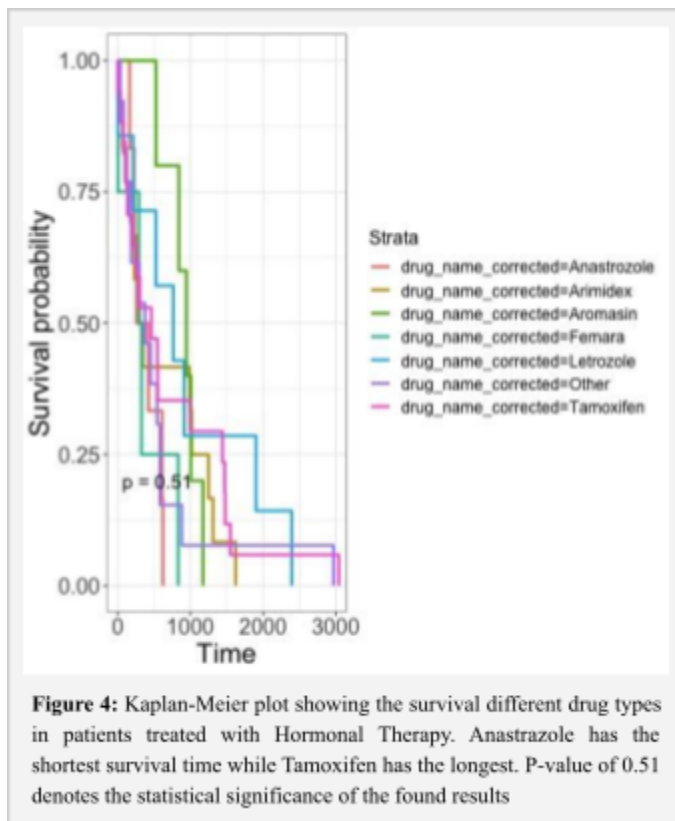 1.00
0.75
0.50
0.25
0.00
Survival probability
p = 0.51
0
1000
2000
3000
Time
Strata
drug_name_corrected=Anastrozole
drug_name_corrected=Arimidex
drug_name_corrected=Aromasin
drug_name_corrected=Femara
drug_name_corrected=Letrozole
drug_name_corrected=Other
drug_name_corrected=Tamoxifen
Figure 4: Kaplan-Meier plot showing the survival different drug types
in patients treated with Hormonal Therapy. Anastrazole has the
shortest survival time while Tamoxifen has the longest. P-value of 0.51
denotes the statistical significance of the found results